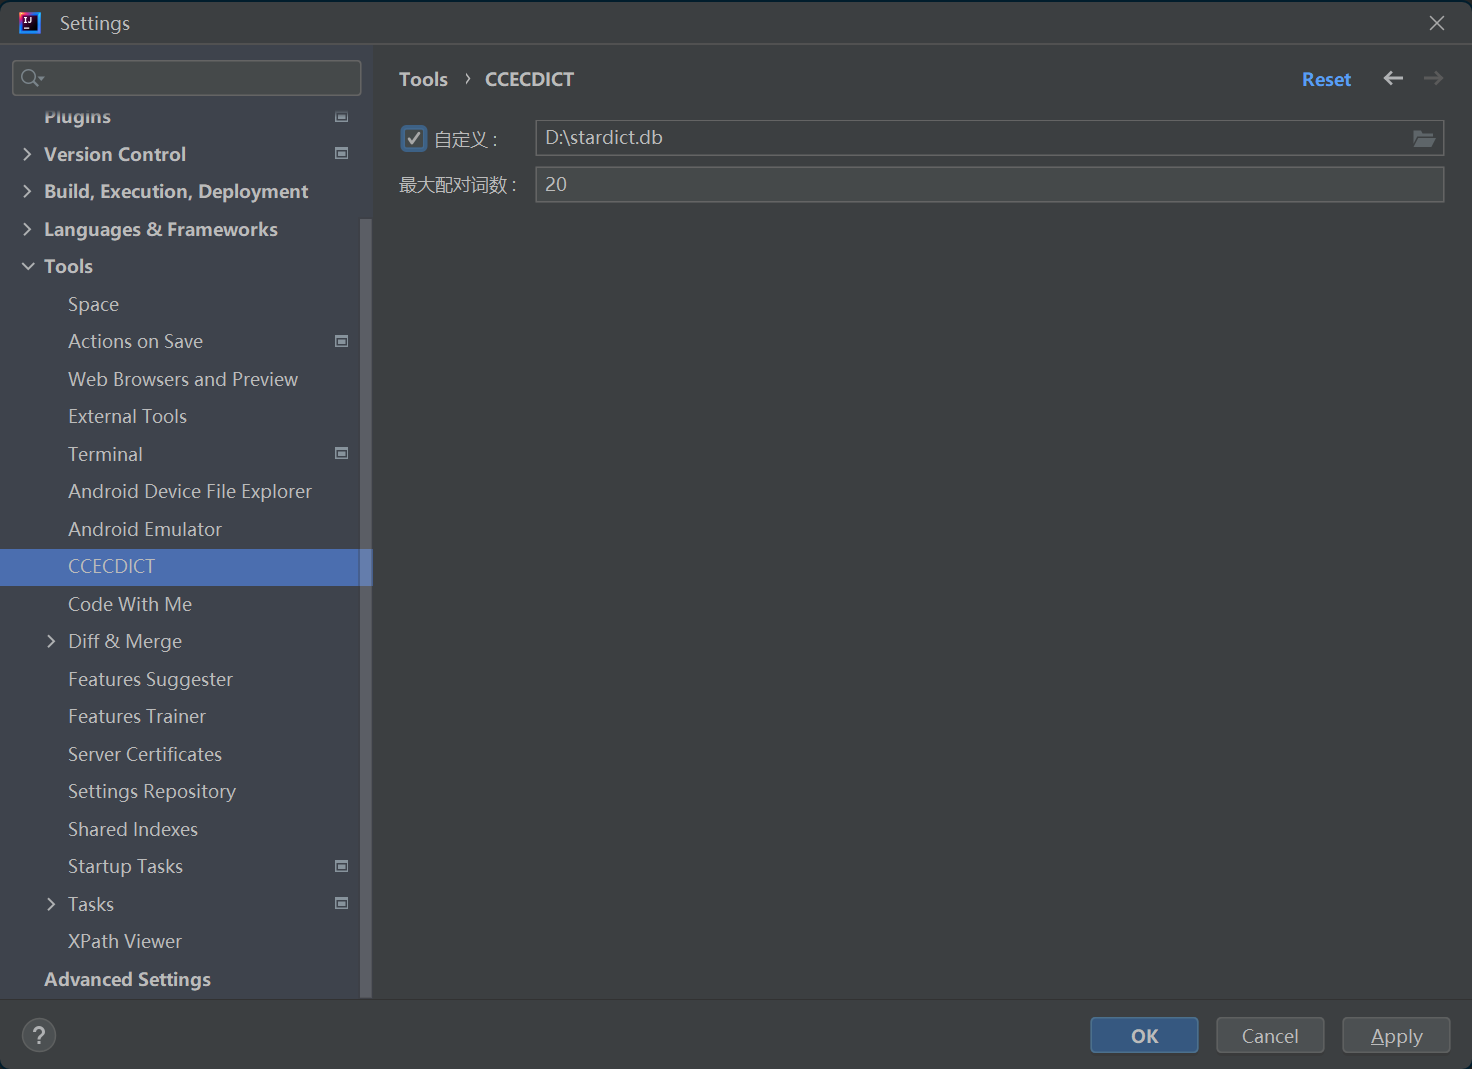 Settings
Plugins
Version Control
Build, Execution, Deployment
Languages & Frameworks
Tools
Space
Actions on Save
Web Browsers and Preview
External Tools
Terminal
Android Device File Explorer
Android Emulator
CCECDICT
Code With Me
Diff & Merge
Features Suggester
Features Trainer
Server Certificates
Settings Repository
Shared Indexes
Startup Tasks
Tasks
XPath Viewer
Advanced Settings
Tools › CCECDICT
Reset
自定义： D:\stardict.db
最大配对词数： 20
?
OK Cancel Apply